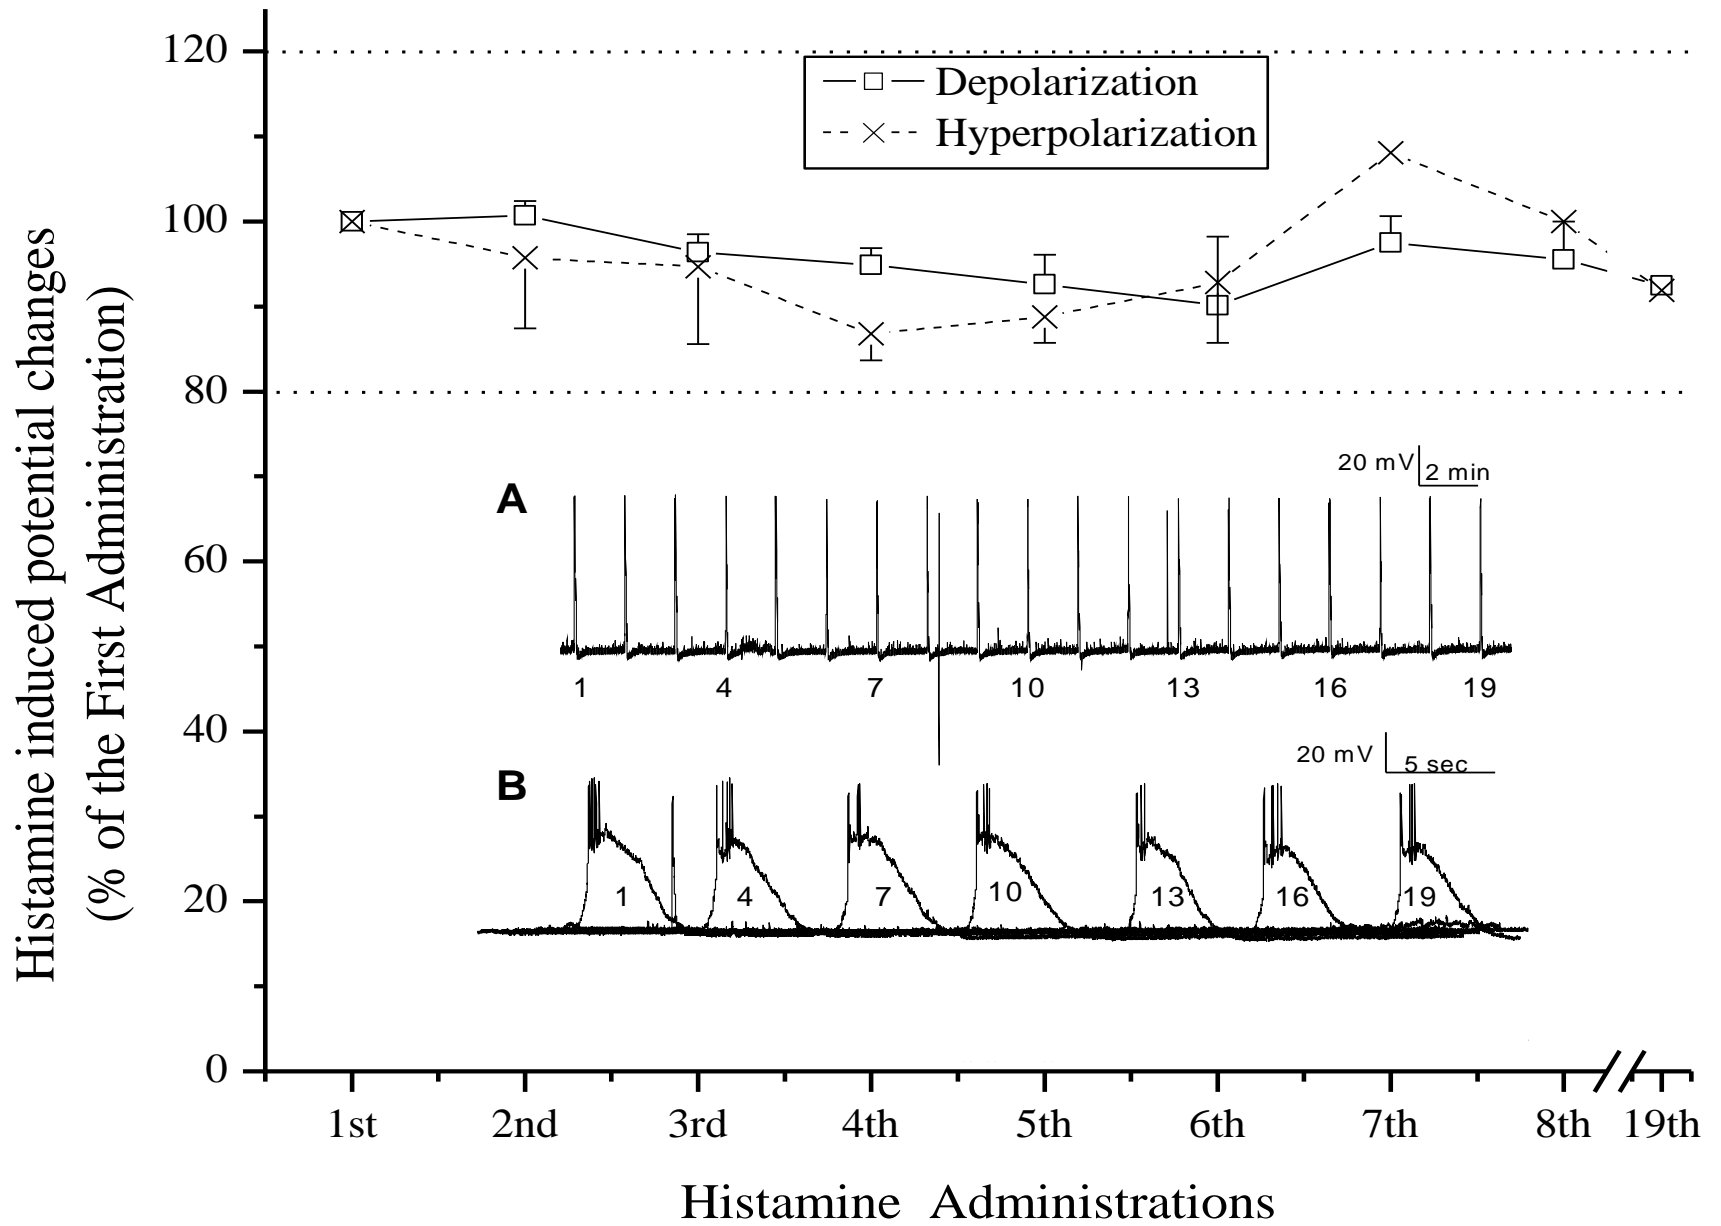 Histamine induced potential changes
(% of the First Administration)
120
100
80
60
40
20
0
Depolarization
Hyperpolarization
20 mV
2 min
A
1 4 7 10 13 16 19
20 mV
5 sec
B
1 4 7 10 13 16 19
1st 2nd 3rd 4th 5th 6th 7th 8th 19th
Histamine Administrations